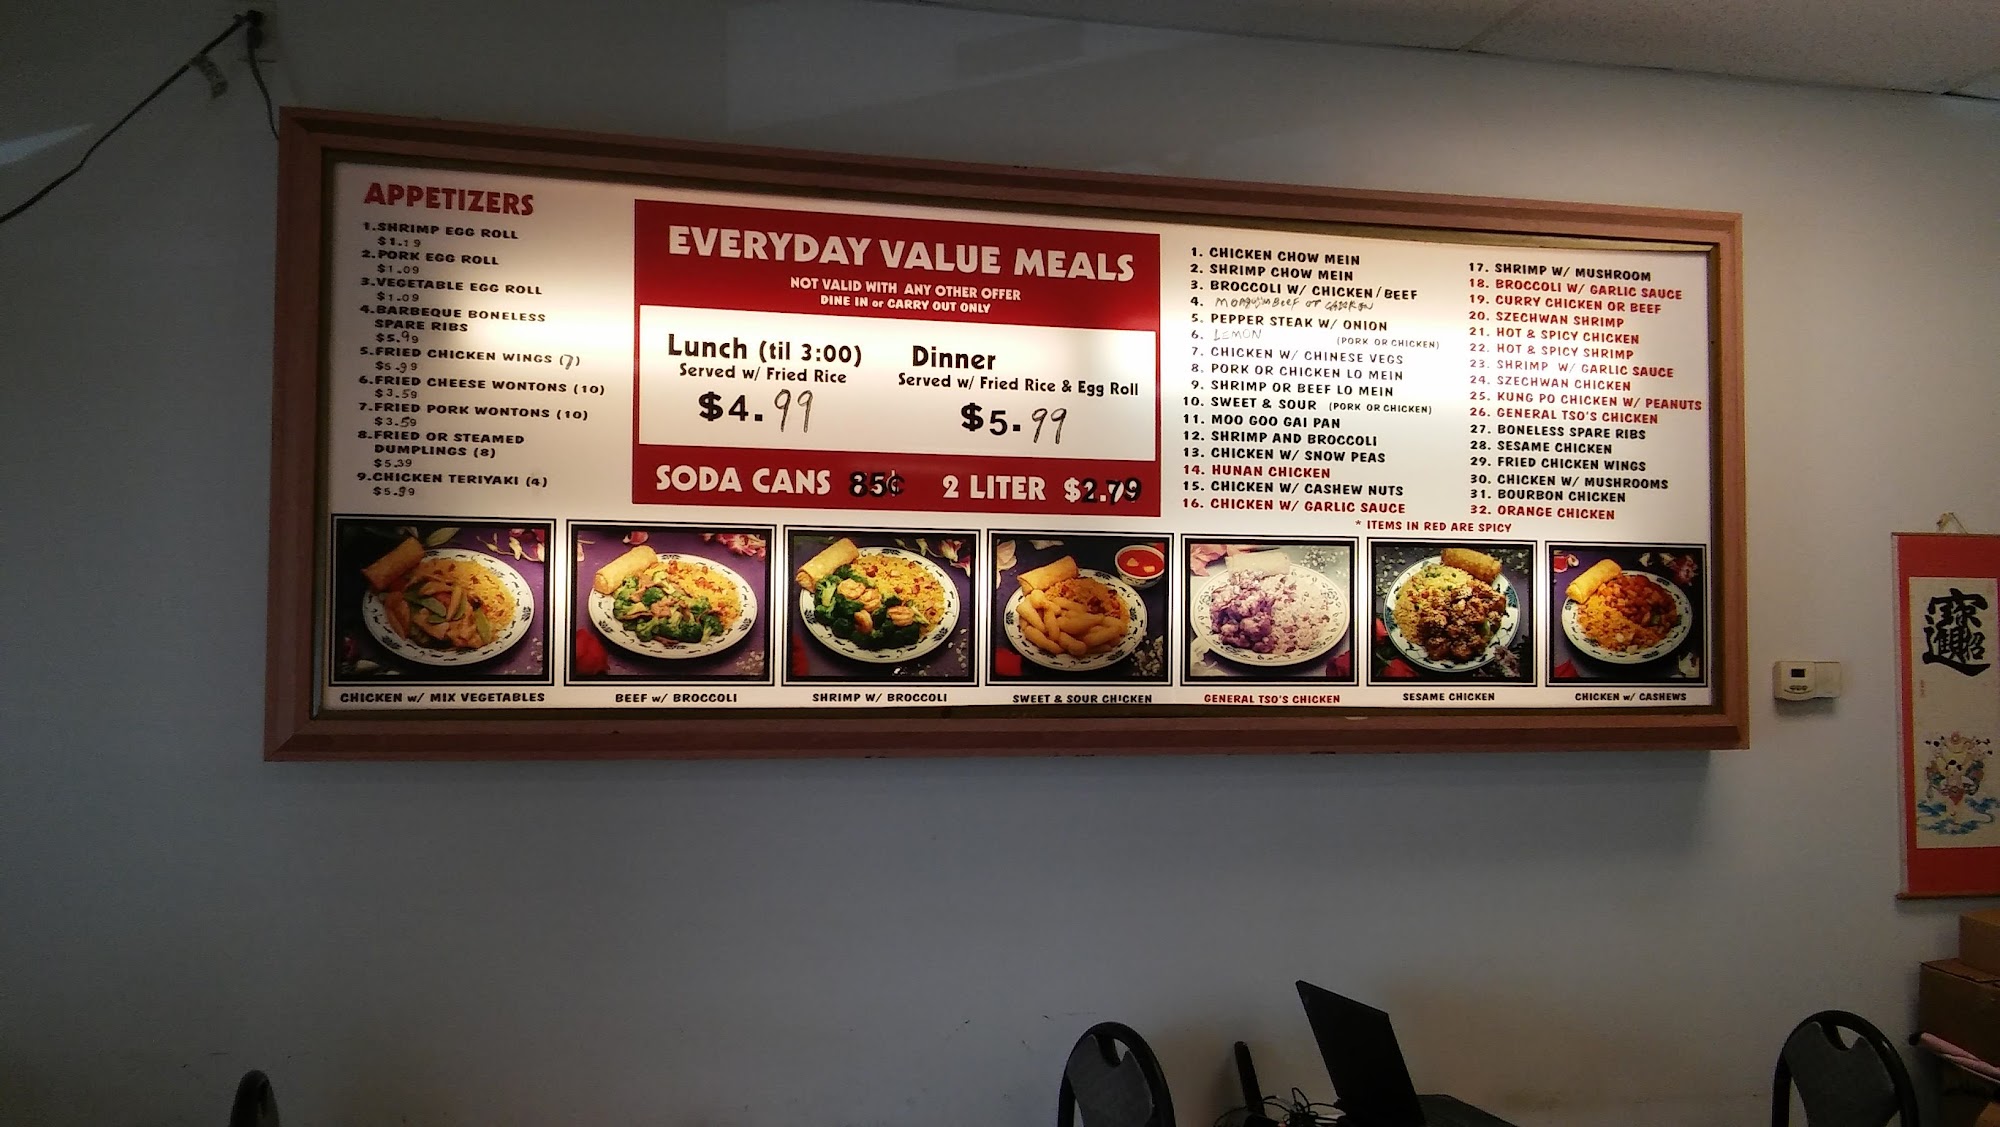 APPETIZERS
1.SHRIMP EGG ROLL
$1.19
2.PORK EGG ROLL
$1.09
3.VEGETABLE EGG ROLL
$1.09
4.BARBEQUE BONELESS
SPARE RIBS
$5.99
5.FRIED CHICKEN WINGS (7)
$5.99
6.FRIED CHEESE WONTONS (10)
$3.59
7.FRIED PORK WONTONS (10)
$3.59
8.FRIED OR STEAMED
DUMPLINGS (8)
$5.39
9.CHICKEN TERIYAKI (4)
$5.99
EVERYDAY VALUE MEALS
NOT VALID WITH ANY OTHER OFFER
DINE IN or CARRY OUT ONLY
Lunch (til 3:00)
Served w/ Fried Rice
$4.99
Dinner
Served w/ Fried Rice & Egg Roll
$5.99
SODA CANS 85¢ 2 LITER $2.79
1. CHICKEN CHOW MEIN
2. SHRIMP CHOW MEIN
3. BROCCOLI W/ CHICKEN/BEEF
4. BEEF or
5. PEPPER STEAK W/ ONION
6. LEMON (PORK OR CHICKEN)
7. CHICKEN W/ CHINESE VEGS
8. PORK OR CHICKEN LO MEIN
9. SHRIMP OR BEEF LO MEIN
10. SWEET & SOUR (PORK OR CHICKEN)
11. MOO GOO GAI PAN
12. SHRIMP AND BROCCOLI
13. CHICKEN W/ SNOW PEAS
14. HUNAN CHICKEN
15. CHICKEN W/ CASHEW NUTS
16. CHICKEN W/ GARLIC SAUCE
17. SHRIMP W/ MUSHROOM
18. BROCCOLI W/ GARLIC SAUCE
19. CURRY CHICKEN OR BEEF
20. SZECHWAN SHRIMP
21. HOT & SPICY CHICKEN
22. HOT & SPICY SHRIMP
23. SHRIMP W/ GARLIC SAUCE
24. SZECHWAN CHICKEN
25. KUNG PO CHICKEN W/ PEANUTS
26. GENERAL TSO'S CHICKEN
27. BONELESS SPARE RIBS
28. SESAME CHICKEN
29. FRIED CHICKEN WINGS
30. CHICKEN W/ MUSHROOMS
31. BOURBON CHICKEN
32. ORANGE CHICKEN
* ITEMS IN RED ARE SPICY
CHICKEN w/ MIX VEGETABLES
BEEF w/ BROCCOLI
SHRIMP W/ BROCCOLI
SWEET & SOUR CHICKEN
GENERAL TSO'S CHICKEN
SESAME CHICKEN
CHICKEN w/ CASHEWS